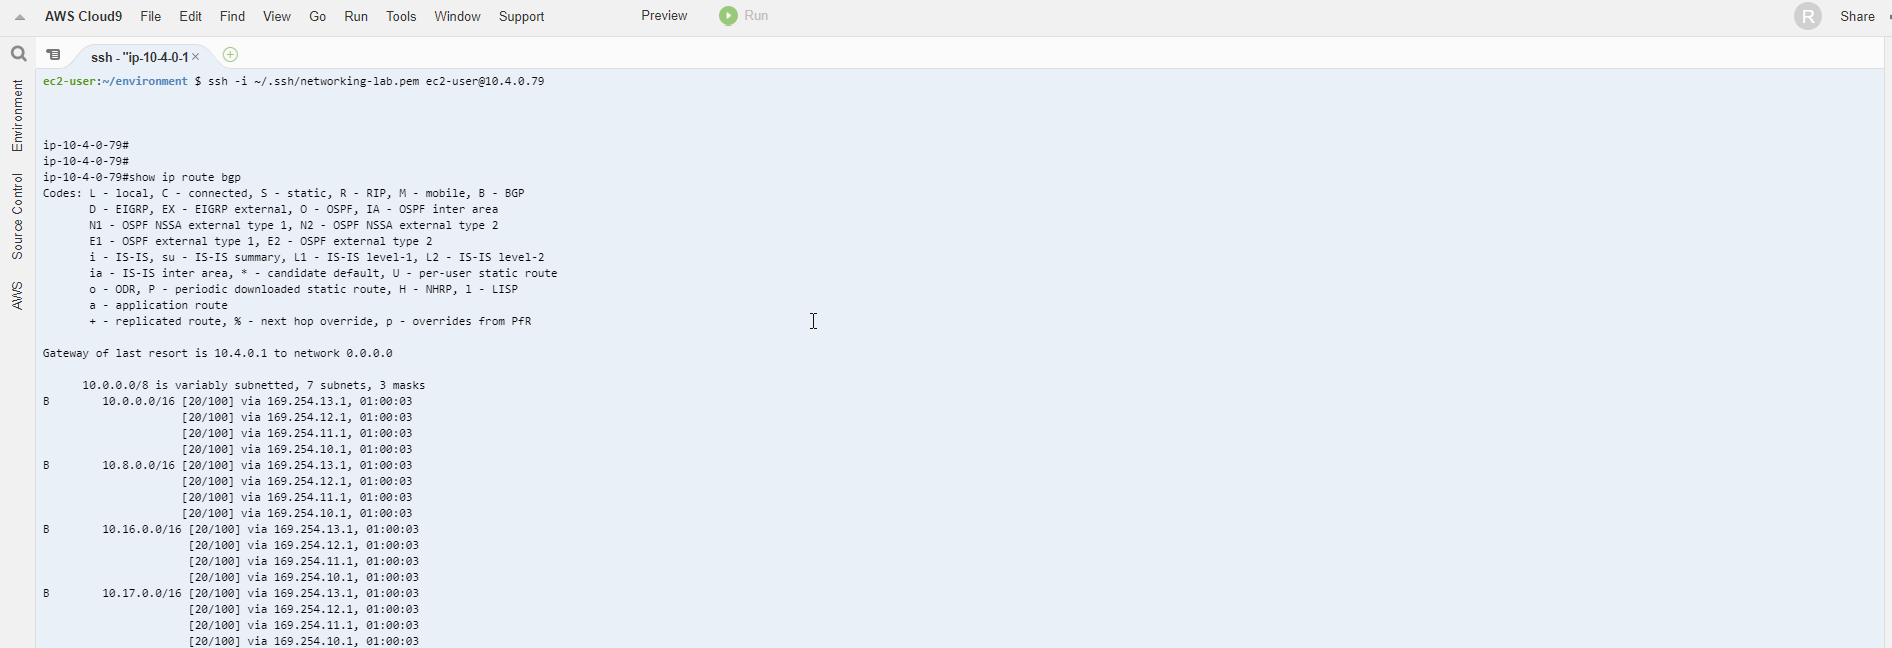 AWS Cloud9 File Edit Find View Go Run Tools Window Support Preview Run R Share
ssh - "ip-10-4-0-1 ×
Environment
Source Control
AWS
ec2-user:~/environment $ ssh -i ~/.ssh/networking-lab.pem ec2-user@10.4.0.79
ip-10-4-0-79#
ip-10-4-0-79#
ip-10-4-0-79#show ip route bgp
Codes: L - local, C - connected, S - static, R - RIP, M - mobile, B - BGP
       D - EIGRP, EX - EIGRP external, O - OSPF, IA - OSPF inter area
       N1 - OSPF NSSA external type 1, N2 - OSPF NSSA external type 2
       E1 - OSPF external type 1, E2 - OSPF external type 2
       i - IS-IS, su - IS-IS summary, L1 - IS-IS level-1, L2 - IS-IS level-2
       ia - IS-IS inter area, * - candidate default, U - per-user static route
       o - ODR, P - periodic downloaded static route, H - NHRP, l - LISP
       a - application route
       + - replicated route, % - next hop override, p - overrides from PfR
Gateway of last resort is 10.4.0.1 to network 0.0.0.0
      10.0.0.0/8 is variably subnetted, 7 subnets, 3 masks
B        10.0.0.0/16 [20/100] via 169.254.13.1, 01:00:03
                     [20/100] via 169.254.12.1, 01:00:03
                     [20/100] via 169.254.11.1, 01:00:03
                     [20/100] via 169.254.10.1, 01:00:03
B        10.8.0.0/16 [20/100] via 169.254.13.1, 01:00:03
                     [20/100] via 169.254.12.1, 01:00:03
                     [20/100] via 169.254.11.1, 01:00:03
                     [20/100] via 169.254.10.1, 01:00:03
B        10.16.0.0/16 [20/100] via 169.254.13.1, 01:00:03
                      [20/100] via 169.254.12.1, 01:00:03
                      [20/100] via 169.254.11.1, 01:00:03
                      [20/100] via 169.254.10.1, 01:00:03
B        10.17.0.0/16 [20/100] via 169.254.13.1, 01:00:03
                      [20/100] via 169.254.12.1, 01:00:03
                      [20/100] via 169.254.11.1, 01:00:03
                      [20/100] via 169.254.10.1, 01:00:03